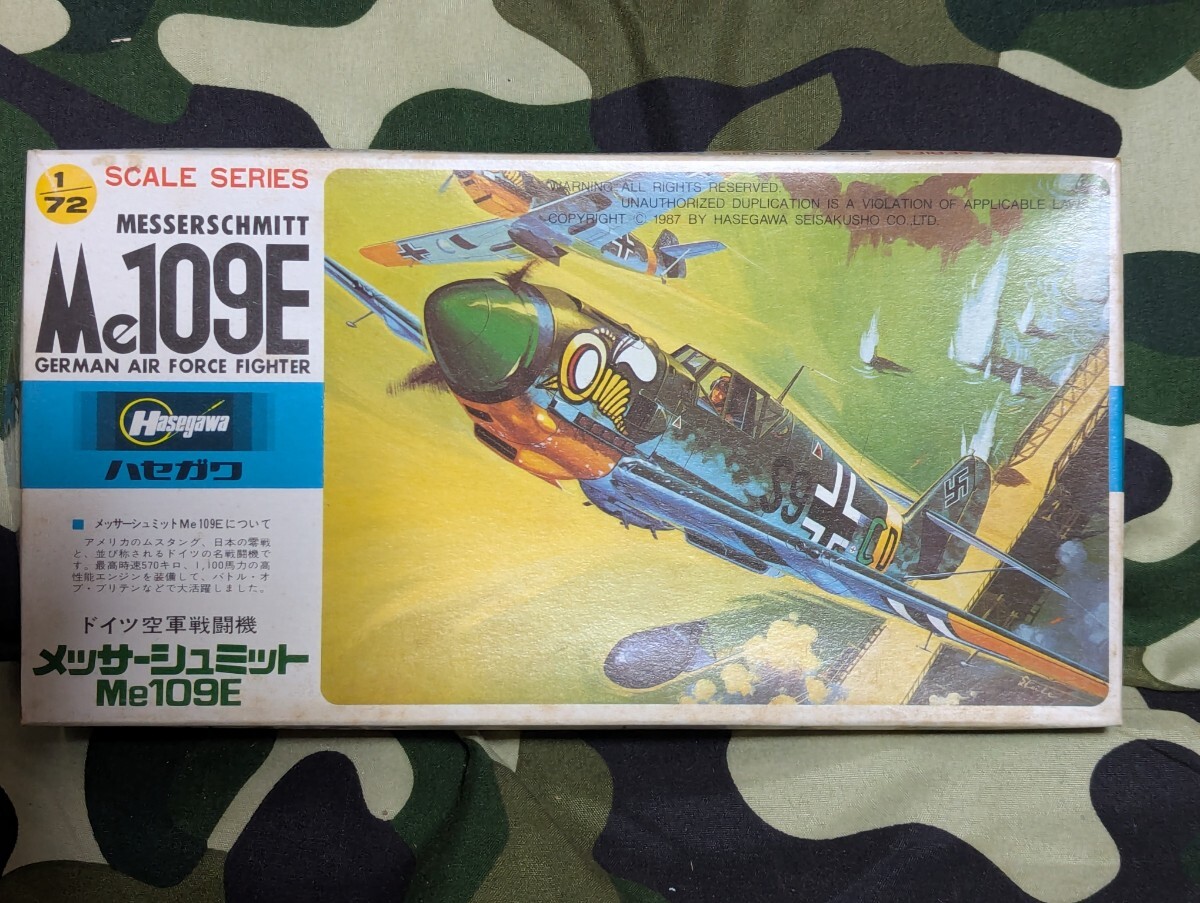 1/72
SCALE SERIES
MESSERSCHMITT
Me109E
GERMAN AIR FORCE FIGHTER
Hasegawa
ハセガワ
■ メッサーシュミットMe109Eについて
アメリカのムスタング、日本の零戦
と、並び称されるドイツの名戦闘機で
す。最高時速570キロ、1,100馬力の高
性能エンジンを装備して、バトル・オ
ブ・ブリテンなどで大活躍しました。
ドイツ空軍戦闘機
メッサーシュミット
Me109E
WARNING ALL RIGHTS RESERVED.
UNAUTHORIZED DUPLICATION IS A VIOLATION OF APPLICABLE LAWS
COPYRIGHT © 1987 BY HASEGAWA SEISAKUSHO CO.,LTD.
S9 CD